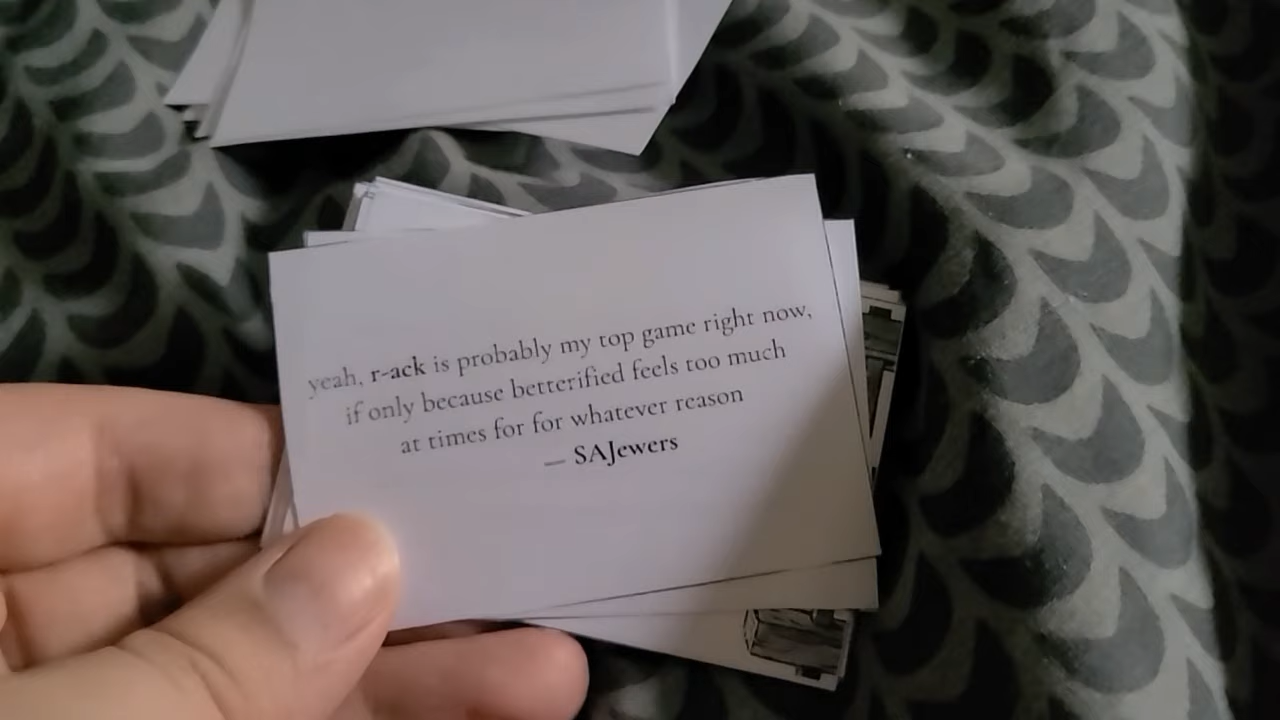 yeah, r-ack is probably my top game right now,
if only because betterified feels too much
at times for for whatever reason
— SAJewers